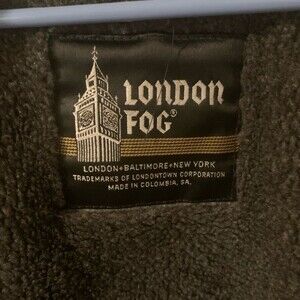 LONDON
FOG®
LONDON•BALTIMORE•NEW YORK
TRADEMARKS OF LONDONTOWN CORPORATION
MADE IN COLOMBIA, SA.